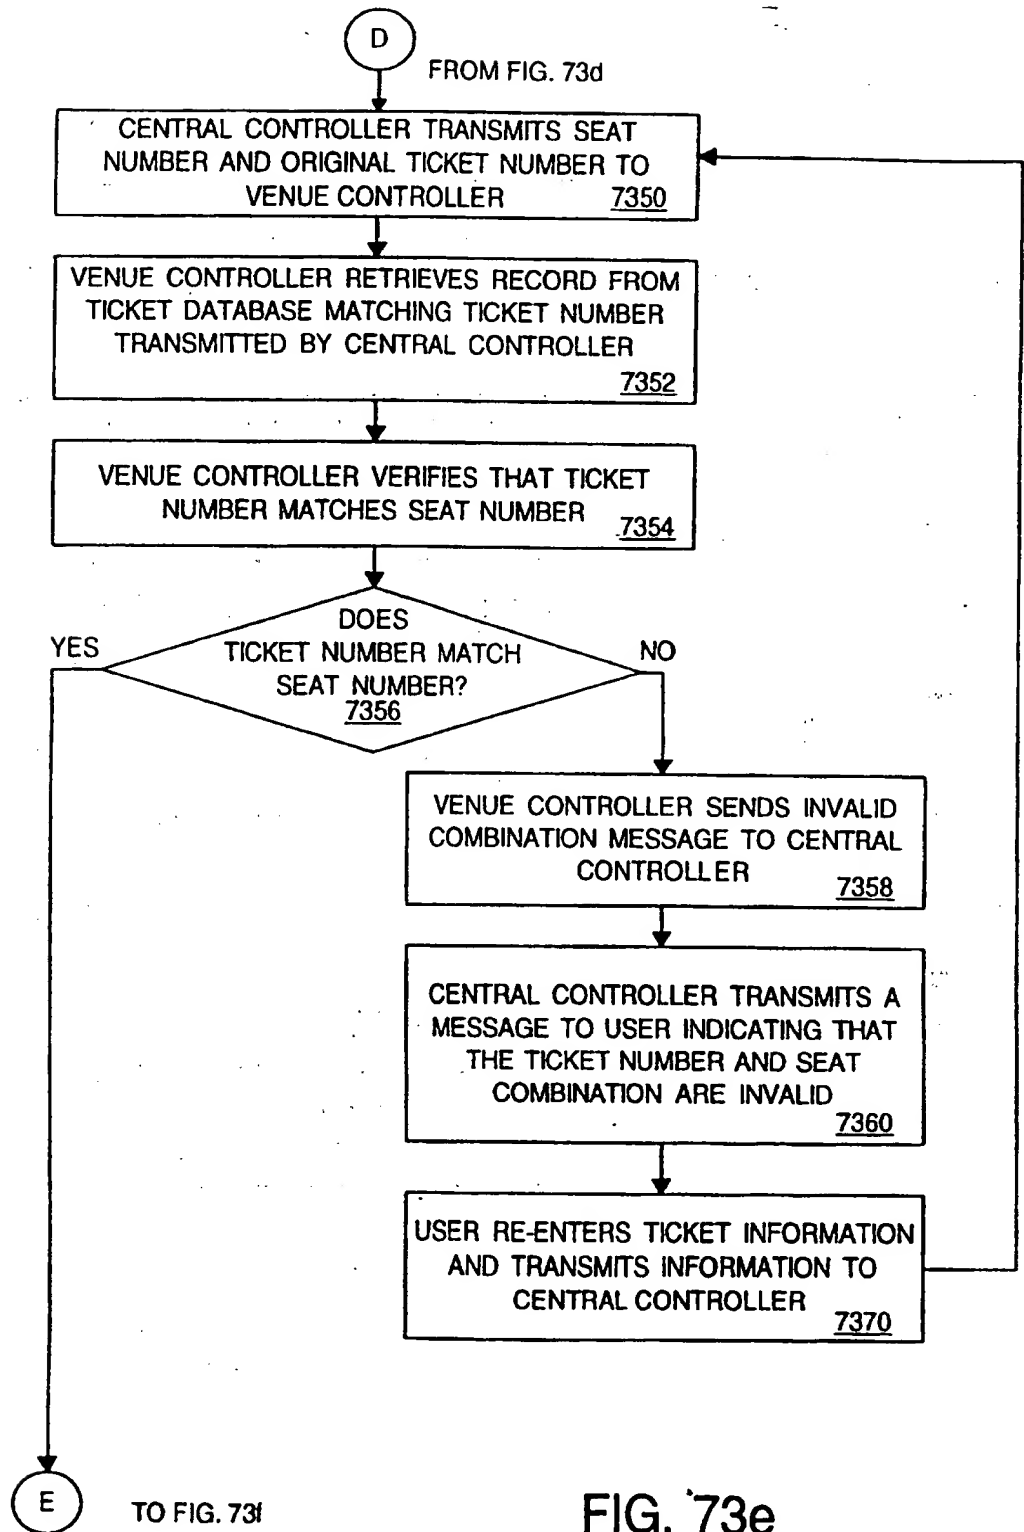 D
FROM FIG. 73d
CENTRAL CONTROLLER TRANSMITS SEAT
NUMBER AND ORIGINAL TICKET NUMBER TO
VENUE CONTROLLER 7350
VENUE CONTROLLER RETRIEVES RECORD FROM
TICKET DATABASE MATCHING TICKET NUMBER
TRANSMITTED BY CENTRAL CONTROLLER
7352
VENUE CONTROLLER VERIFIES THAT TICKET
NUMBER MATCHES SEAT NUMBER
7354
DOES
TICKET NUMBER MATCH
SEAT NUMBER?
7356
YES
NO
VENUE CONTROLLER SENDS INVALID
COMBINATION MESSAGE TO CENTRAL
CONTROLLER
7358
CENTRAL CONTROLLER TRANSMITS A
MESSAGE TO USER INDICATING THAT
THE TICKET NUMBER AND SEAT
COMBINATION ARE INVALID
7360
USER RE-ENTERS TICKET INFORMATION
AND TRANSMITS INFORMATION TO
CENTRAL CONTROLLER
7370
E
TO FIG. 73f
FIG. 73e